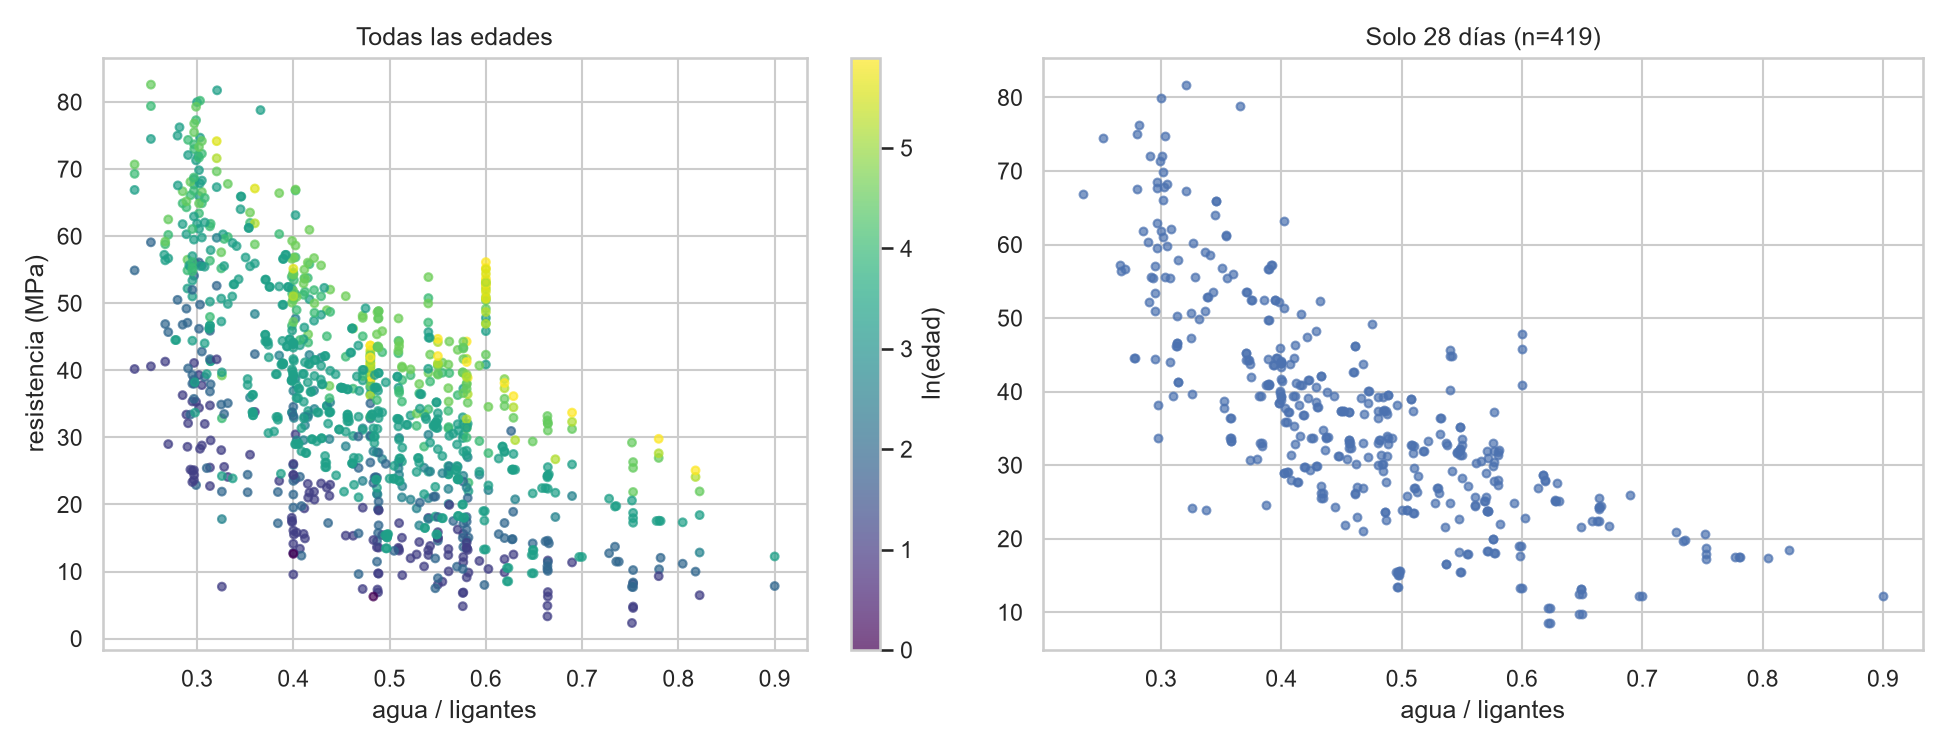 Todas las edades
80
70
60
50
40
30
20
10
0
resistencia (MPa)
0.3 0.4 0.5 0.6 0.7 0.8 0.9
agua / ligantes
5
4
3
2
1
0
ln(edad)
Solo 28 días (n=419)
80
70
60
50
40
30
20
10
0.3 0.4 0.5 0.6 0.7 0.8 0.9
agua / ligantes